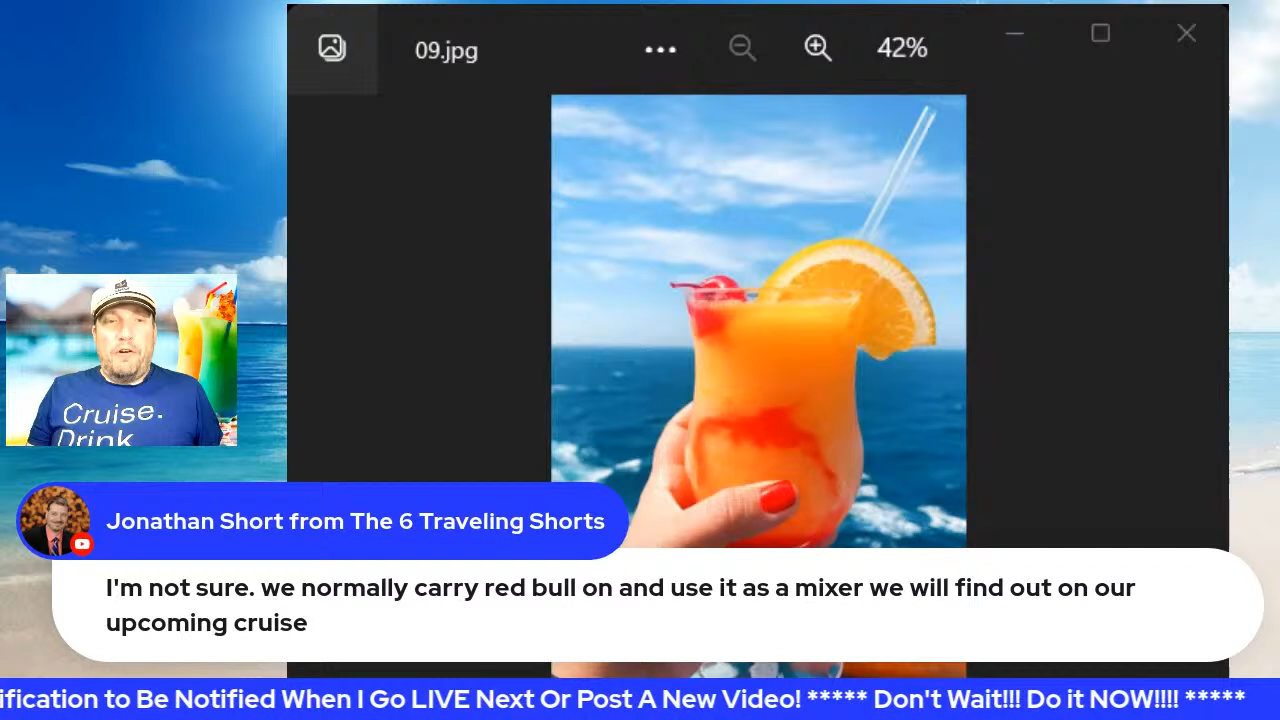 09.jpg
42%
Cruise.
Drink
Jonathan Short from The 6 Traveling Shorts
I'm not sure. we normally carry red bull on and use it as a mixer we will find out on our
upcoming cruise
ification to Be Notified When I Go LIVE Next Or Post A New Video! ***** Don't Wait!!! Do it NOW!!!! *****